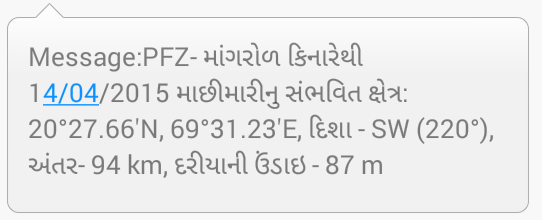 Message:PFZ- માંગરોળ કિનારેથી
14/04/2015 માછીમારીનુ સંભવિત ક્ષેત્ર:
20°27.66'N, 69°31.23'E, દિશા - SW (220°),
અંતર- 94 km, દરીયાની ઉંડાઇ - 87 m